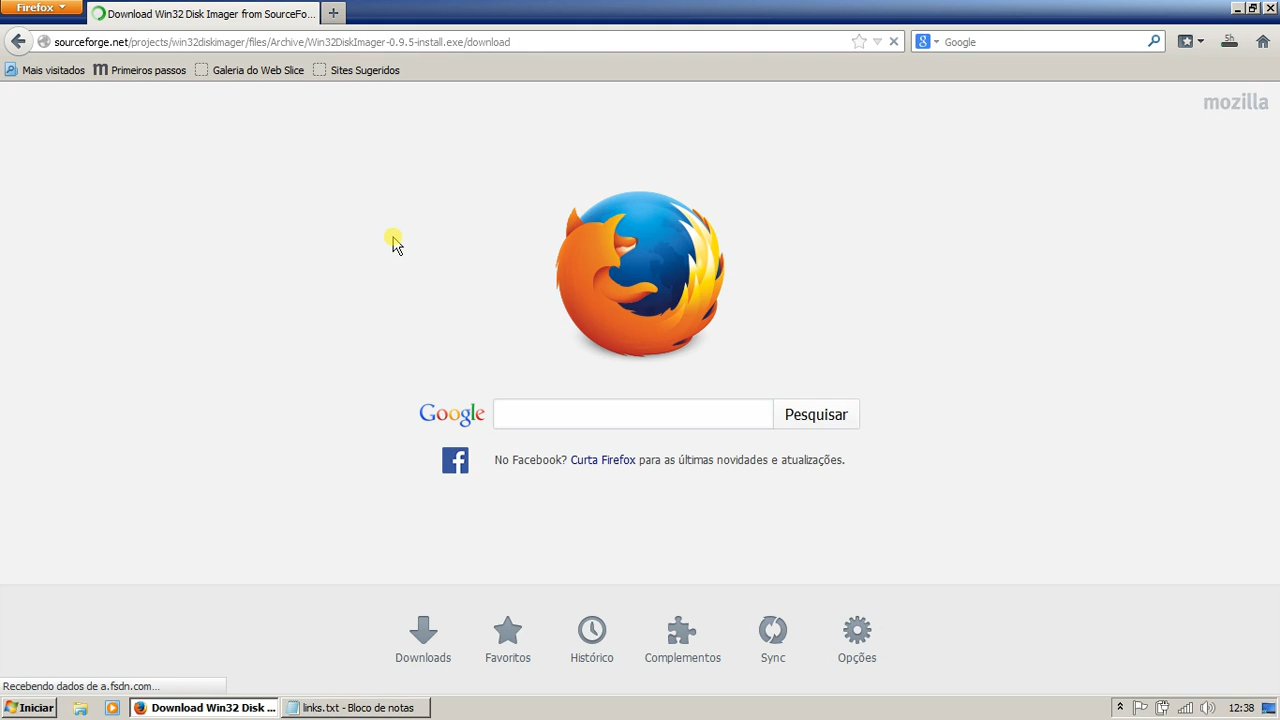 Firefox
Download Win32 Disk Imager from SourceFo...
sourceforge.net/projects/win32diskimager/files/Archive/Win32DiskImager-0.9.5-install.exe/download
Google
5h
Mais visitados
Primeiros passos
Galeria do Web Slice
Sites Sugeridos
mozilla
Google
Pesquisar
No Facebook? Curta Firefox para as últimas novidades e atualizações.
Downloads
Favoritos
Histórico
Complementos
Sync
Opções
Recebendo dados de a.fsdn.com...
Iniciar
Download Win32 Disk ...
links.txt - Bloco de notas
12:38